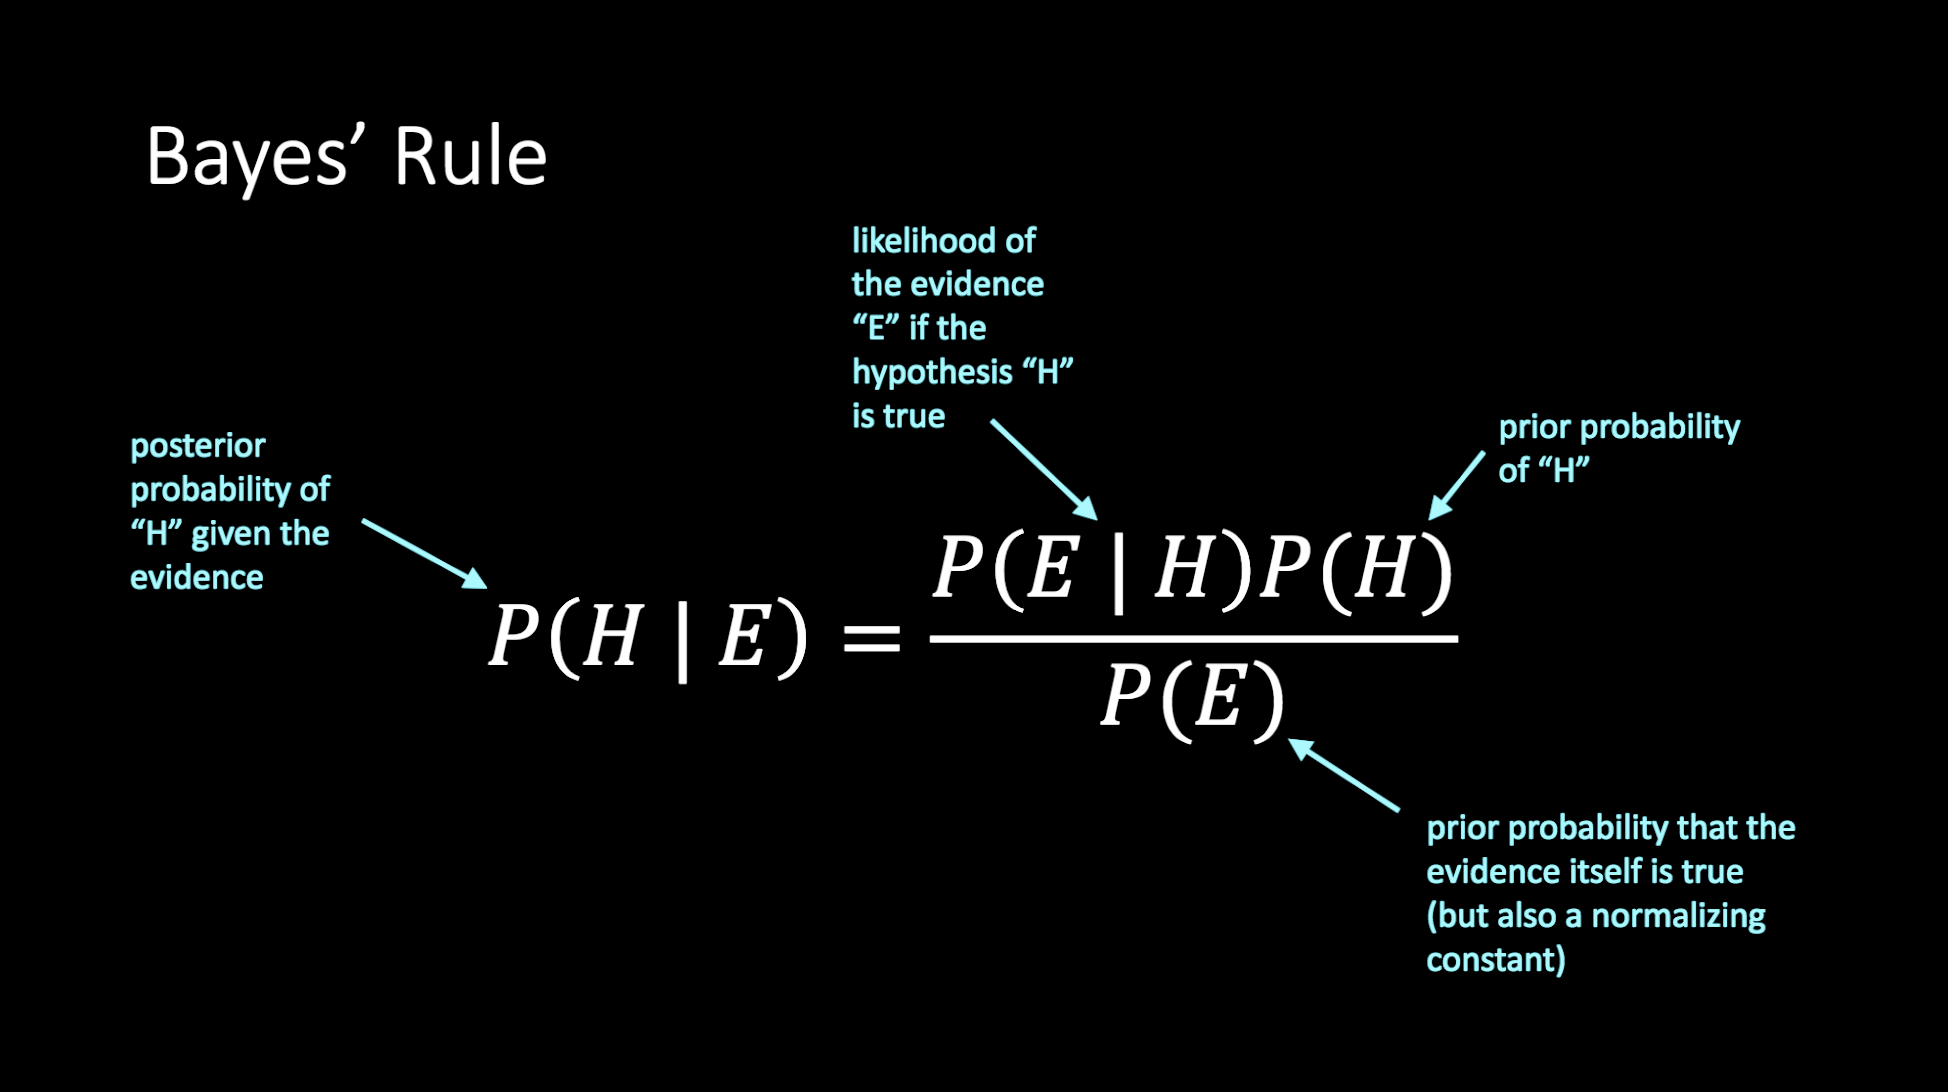 Bayes’ Rule
likelihood of
the evidence
“E” if the
hypothesis “H”
is true
prior probability
of “H”
posterior
probability of
“H” given the
evidence
P(H | E) = P(E | H)P(H)
P(E)
prior probability that the
evidence itself is true
(but also a normalizing
constant)